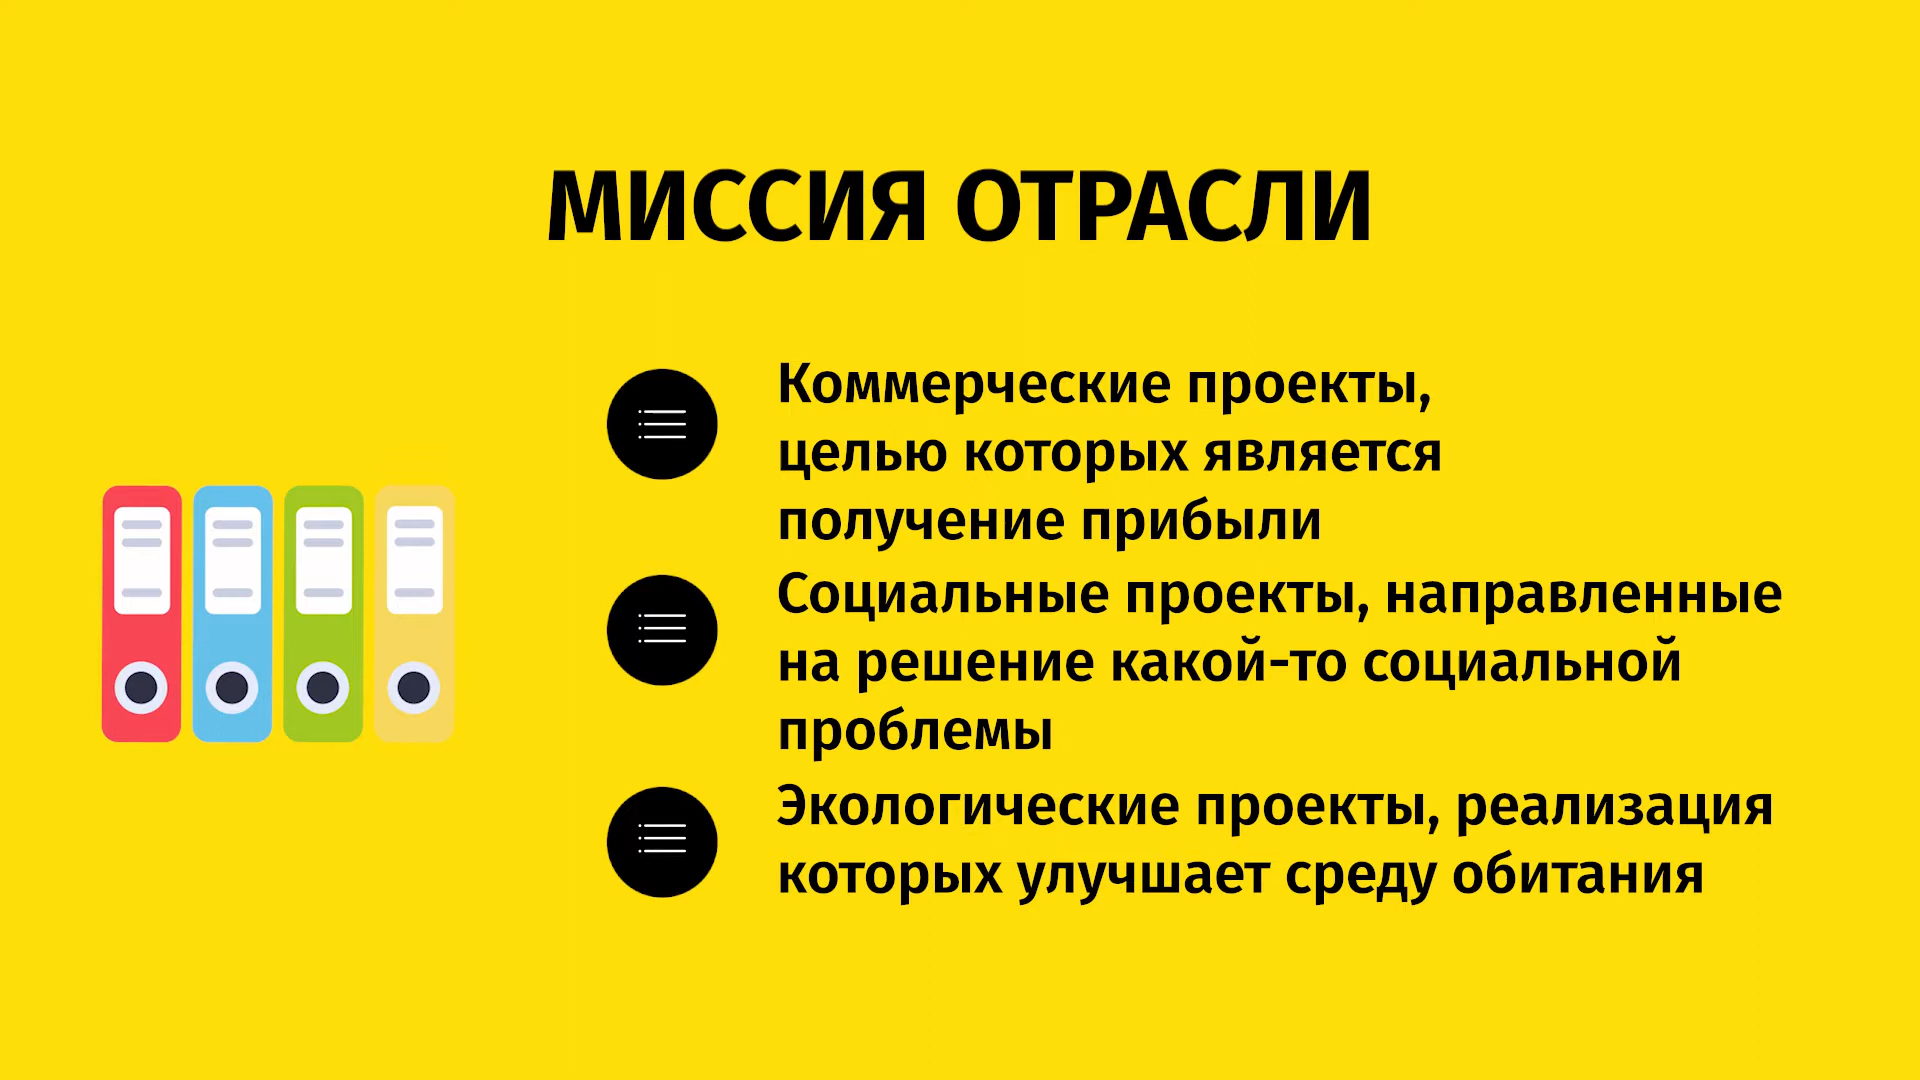 МИССИЯ ОТРАСЛИ
Коммерческие проекты,
целью которых является
получение прибыли
Социальные проекты, направленные
на решение какой-то социальной
проблемы
Экологические проекты, реализация
которых улучшает среду обитания